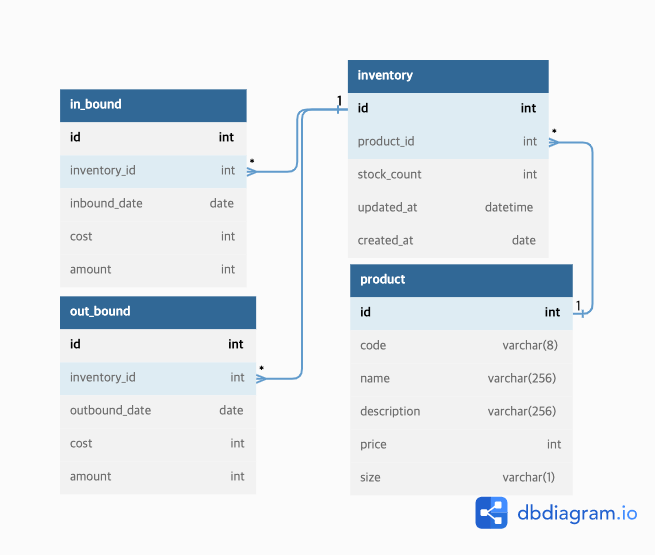 in_bound
id int
* 
inventory_id int
inbound_date date
cost int
amount int
out_bound
id int
*
inventory_id int
outbound_date date
cost int
amount int
inventory
1
id int
*
product_id int
stock_count int
updated_at datetime
created_at date
product
1
id int
code varchar(8)
name varchar(256)
description varchar(256)
price int
size varchar(1)
dbdiagram.io